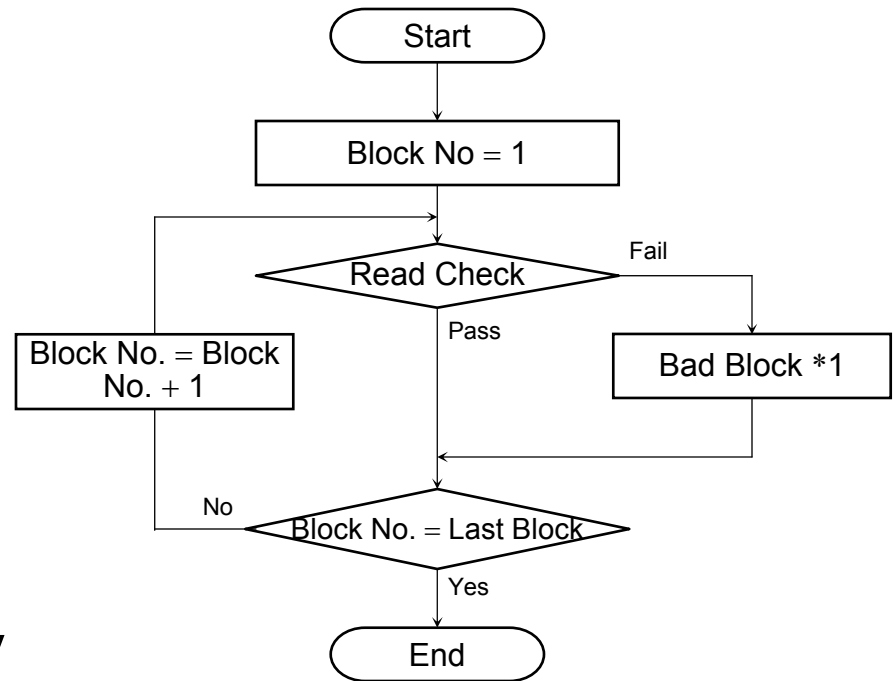 Start
Block No = 1
Read Check
Fail
Pass
Block No. = Block
No. + 1
Bad Block *1
No
Block No. = Last Block
Yes
End